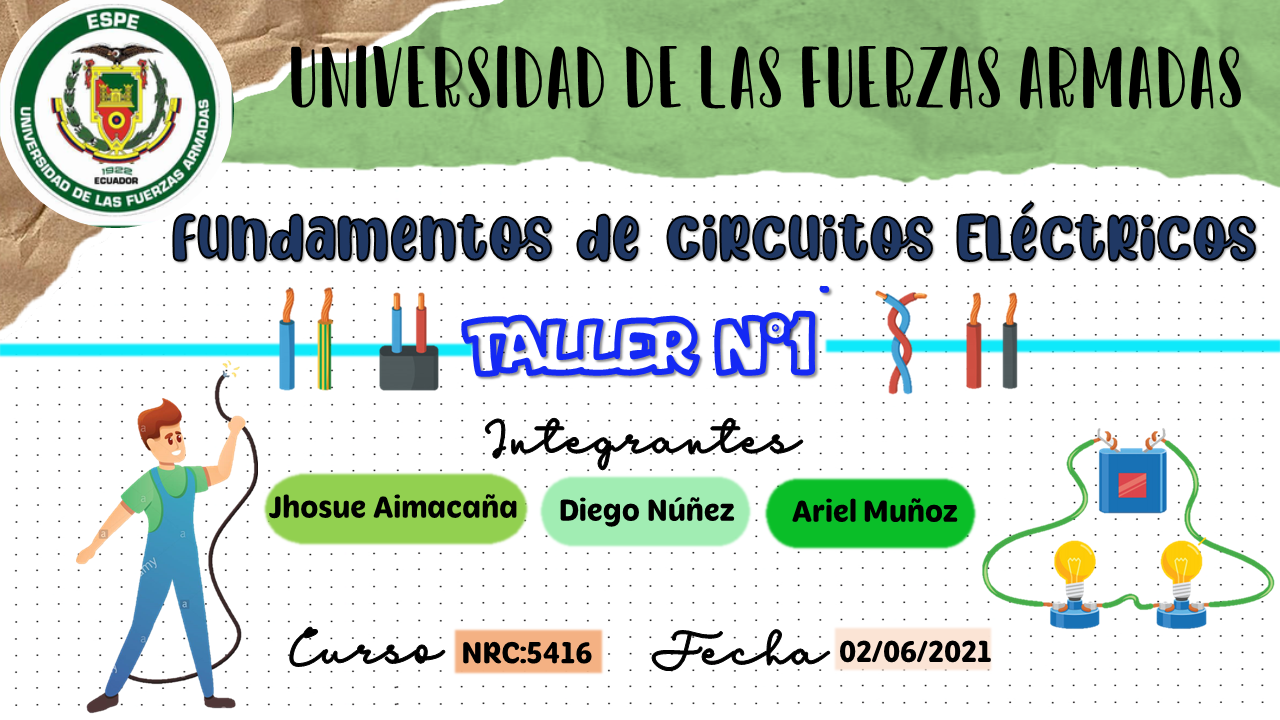 ESPE
UNIVERSIDAD DE LAS FUERZAS ARMADAS
1922
ECUADOR
UNIVERSIDAD DE LAS FUERZAS ARMADAS
Fundamentos de Circuitos Eléctricos
TALLER N°1
Integrantes
Jhosue Aimacaña
Diego Núñez
Ariel Muñoz
Curso NRC:5416
Fecha 02/06/2021